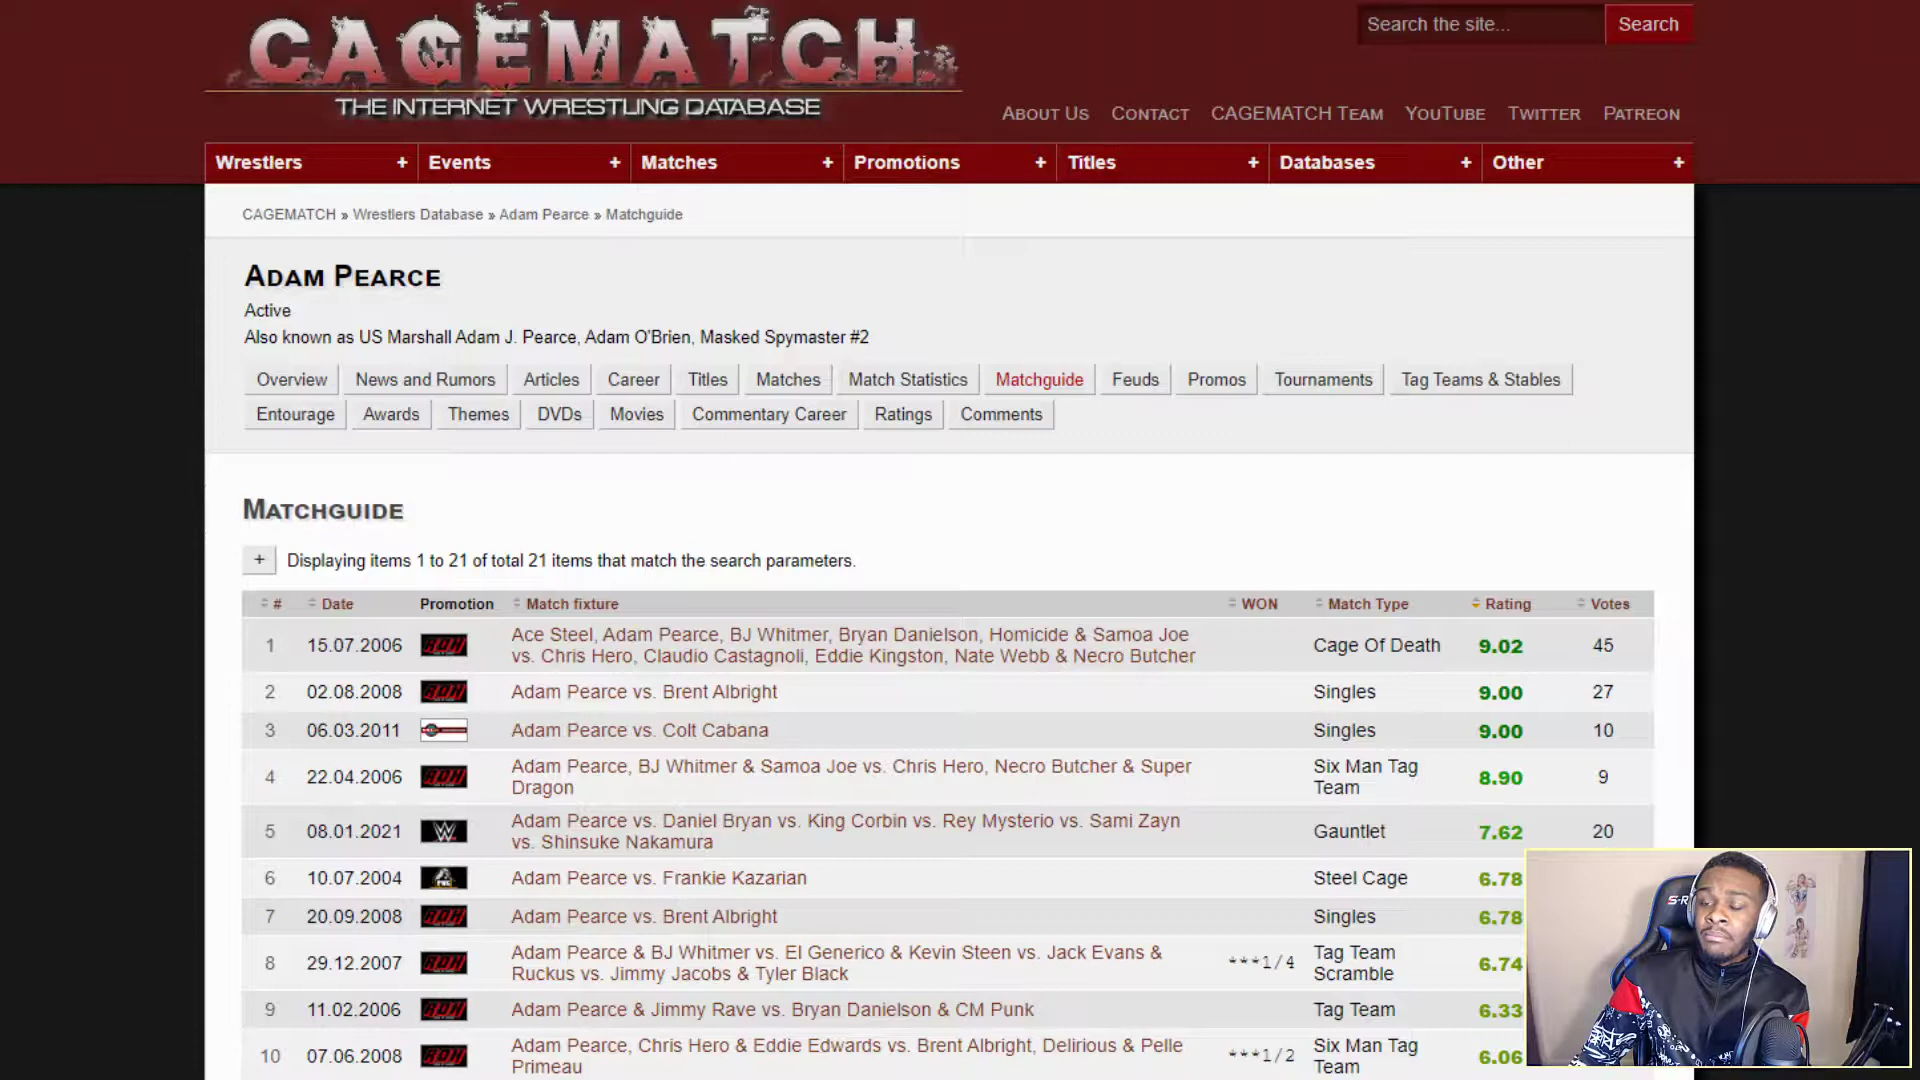 CAGEMATCH
THE INTERNET WRESTLING DATABASE
Search the site...
Search
About Us Contact CAGEMATCH Team YouTube Twitter Patreon
Wrestlers + Events + Matches + Promotions + Titles + Databases + Other +
CAGEMATCH » Wrestlers Database » Adam Pearce » Matchguide
Adam Pearce
Active
Also known as US Marshall Adam J. Pearce, Adam O'Brien, Masked Spymaster #2
Overview News and Rumors Articles Career Titles Matches Match Statistics Matchguide Feuds Promos Tournaments Tag Teams & Stables
Entourage Awards Themes DVDs Movies Commentary Career Ratings Comments
Matchguide
+ Displaying items 1 to 21 of total 21 items that match the search parameters.
# Date Promotion Match fixture WON Match Type Rating Votes
1 15.07.2006 ROH Ace Steel, Adam Pearce, BJ Whitmer, Bryan Danielson, Homicide & Samoa Joe
vs. Chris Hero, Claudio Castagnoli, Eddie Kingston, Nate Webb & Necro Butcher Cage Of Death 9.02 45
2 02.08.2008 ROH Adam Pearce vs. Brent Albright Singles 9.00 27
3 06.03.2011 Adam Pearce vs. Colt Cabana Singles 9.00 10
4 22.04.2006 ROH Adam Pearce, BJ Whitmer & Samoa Joe vs. Chris Hero, Necro Butcher & Super
Dragon Six Man Tag
Team 8.90 9
5 08.01.2021 W Adam Pearce vs. Daniel Bryan vs. King Corbin vs. Rey Mysterio vs. Sami Zayn
vs. Shinsuke Nakamura Gauntlet 7.62 20
6 10.07.2004 Adam Pearce vs. Frankie Kazarian Steel Cage 6.78
7 20.09.2008 ROH Adam Pearce vs. Brent Albright Singles 6.78
8 29.12.2007 ROH Adam Pearce & BJ Whitmer vs. El Generico & Kevin Steen vs. Jack Evans &
Ruckus vs. Jimmy Jacobs & Tyler Black ***1/4 Tag Team
Scramble 6.74
9 11.02.2006 ROH Adam Pearce & Jimmy Rave vs. Bryan Danielson & CM Punk Tag Team 6.33
10 07.06.2008 ROH Adam Pearce, Chris Hero & Eddie Edwards vs. Brent Albright, Delirious & Pelle
Primeau ***1/2 Six Man Tag
Team 6.06